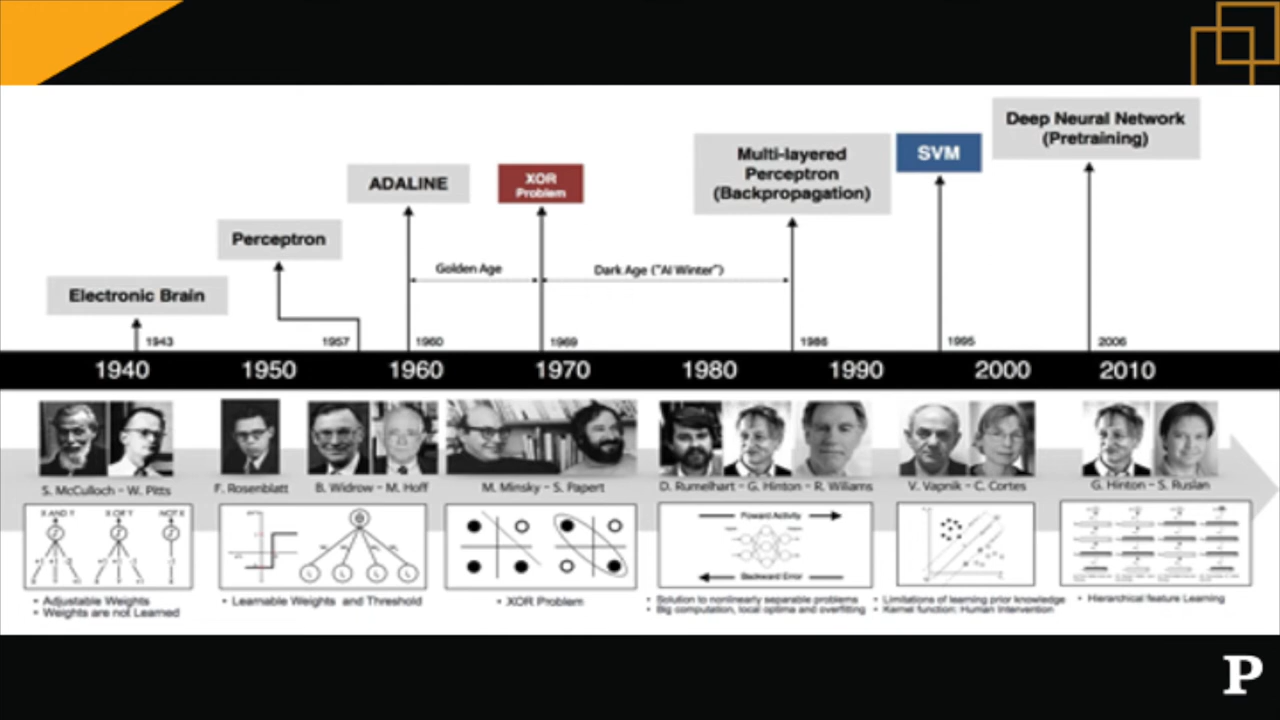 Deep Neural Network
(Pretraining)
Multi-layered
Perceptron
(Backpropagation)
SVM
ADALINE
XOR
Problem
Perceptron
Golden Age
Dark Age ("AI Winter")
Electronic Brain
1943
1957
1960
1969
1986
1995
2006
1940
1950
1960
1970
1980
1990
2000
2010
S. McCulloch – W. Pitts
F. Rosenblatt
B. Widrow – M. Hoff
M. Minsky – S. Papert
D. Rumelhart – G. Hinton – R. Wiliams
V. Vapnik – C. Cortes
G. Hinton – S. Ruslan
X AND Y
X OR Y
NOT X
Foward Activity
Backward Error
• Adjustable Weights
• Weights are not Learned
• Learnable Weights and Threshold
• XOR Problem
• Solution to nonlinearly separable problems
• Big computation, local optima and overfitting
• Limitations of learning prior knowledge
• Kernel function: Human Intervention
• Hierarchical feature Learning
P